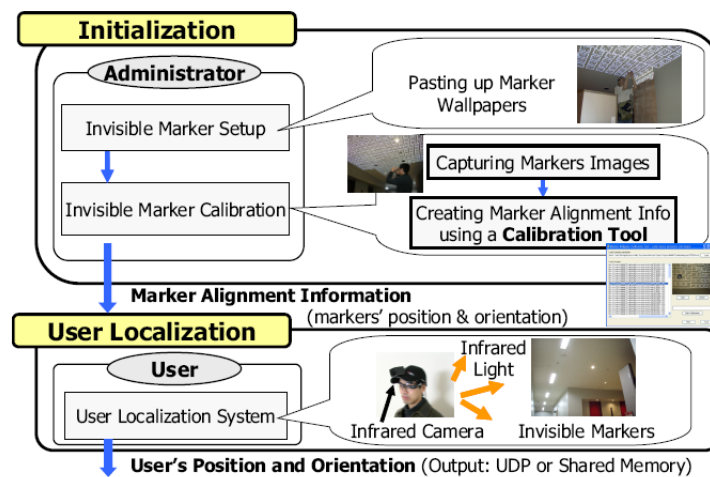 Initialization
Administrator
Pasting up Marker
Wallpapers
Invisible Marker Setup
Capturing Markers Images
Invisible Marker Calibration
Creating Marker Alignment Info
using a Calibration Tool
Marker Alignment Information
(markers' position & orientation)
User Localization
User
Infrared
Light
User Localization System
Infrared Camera
Invisible Markers
User's Position and Orientation (Output: UDP or Shared Memory)